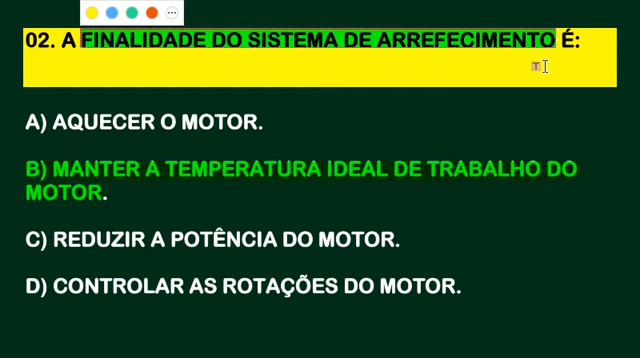 02. A FINALIDADE DO SISTEMA DE ARREFECIMENTO É:
A) AQUECER O MOTOR.
B) MANTER A TEMPERATURA IDEAL DE TRABALHO DO
MOTOR.
C) REDUZIR A POTÊNCIA DO MOTOR.
D) CONTROLAR AS ROTAÇÕES DO MOTOR.